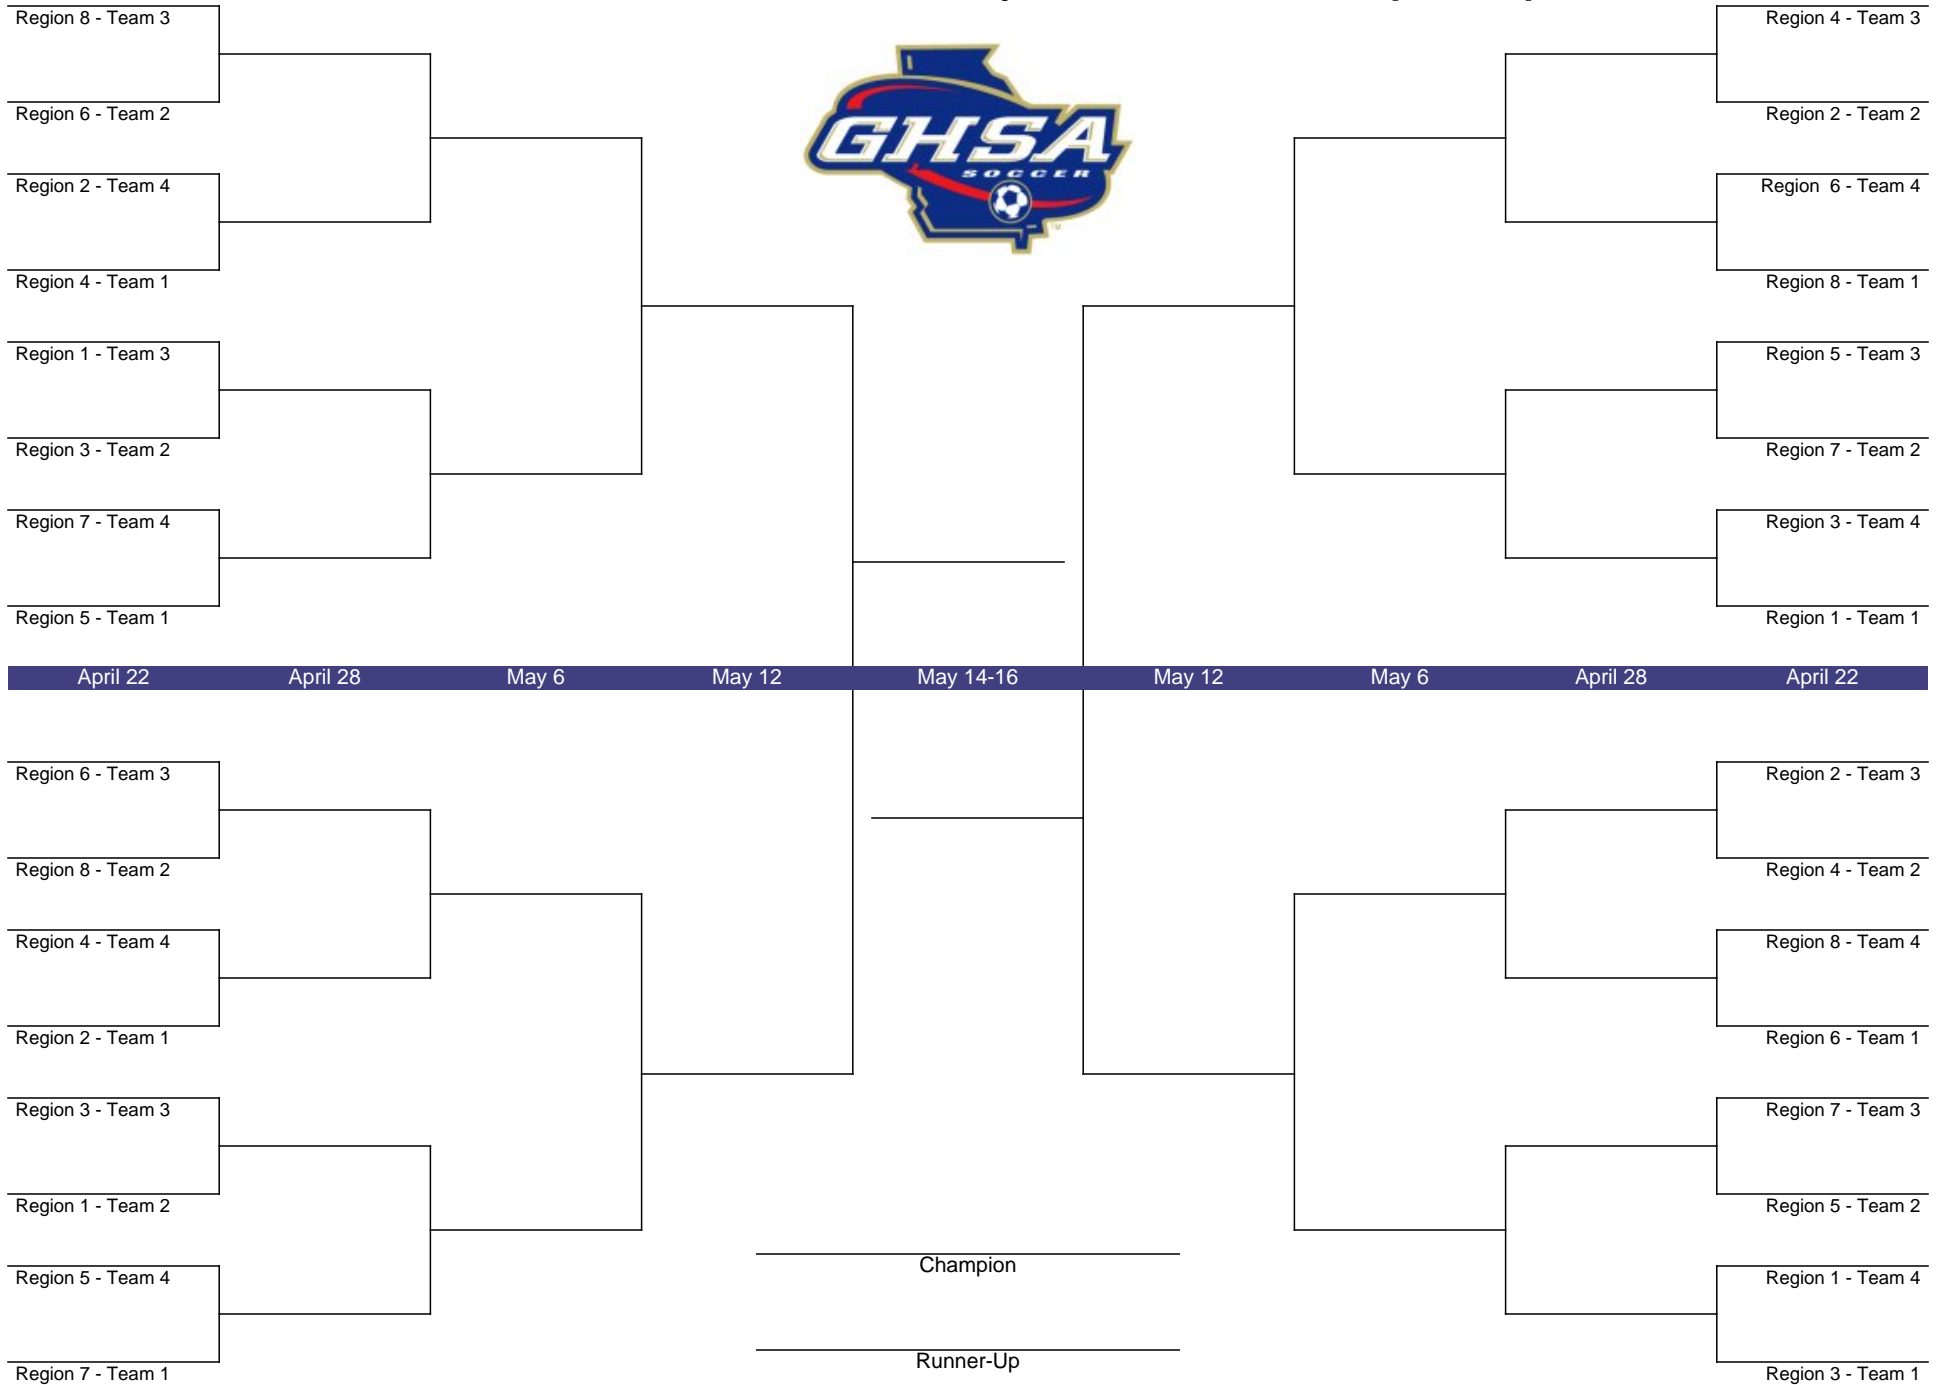 Region 8 - Team 3
Region 6 - Team 2
Region 2 - Team 4
Region 4 - Team 1
Region 1 - Team 3
Region 3 - Team 2
Region 7 - Team 4
Region 5 - Team 1
GHSA
SOCCER
TM
Region 4 - Team 3
Region 2 - Team 2
Region 6 - Team 4
Region 8 - Team 1
Region 5 - Team 3
Region 7 - Team 2
Region 3 - Team 4
Region 1 - Team 1
April 22 April 28 May 6 May 12 May 14-16 May 12 May 6 April 28 April 22
Region 6 - Team 3
Region 8 - Team 2
Region 4 - Team 4
Region 2 - Team 1
Region 3 - Team 3
Region 1 - Team 2
Region 5 - Team 4
Region 7 - Team 1
Champion
Runner-Up
Region 2 - Team 3
Region 4 - Team 2
Region 8 - Team 4
Region 6 - Team 1
Region 7 - Team 3
Region 5 - Team 2
Region 1 - Team 4
Region 3 - Team 1